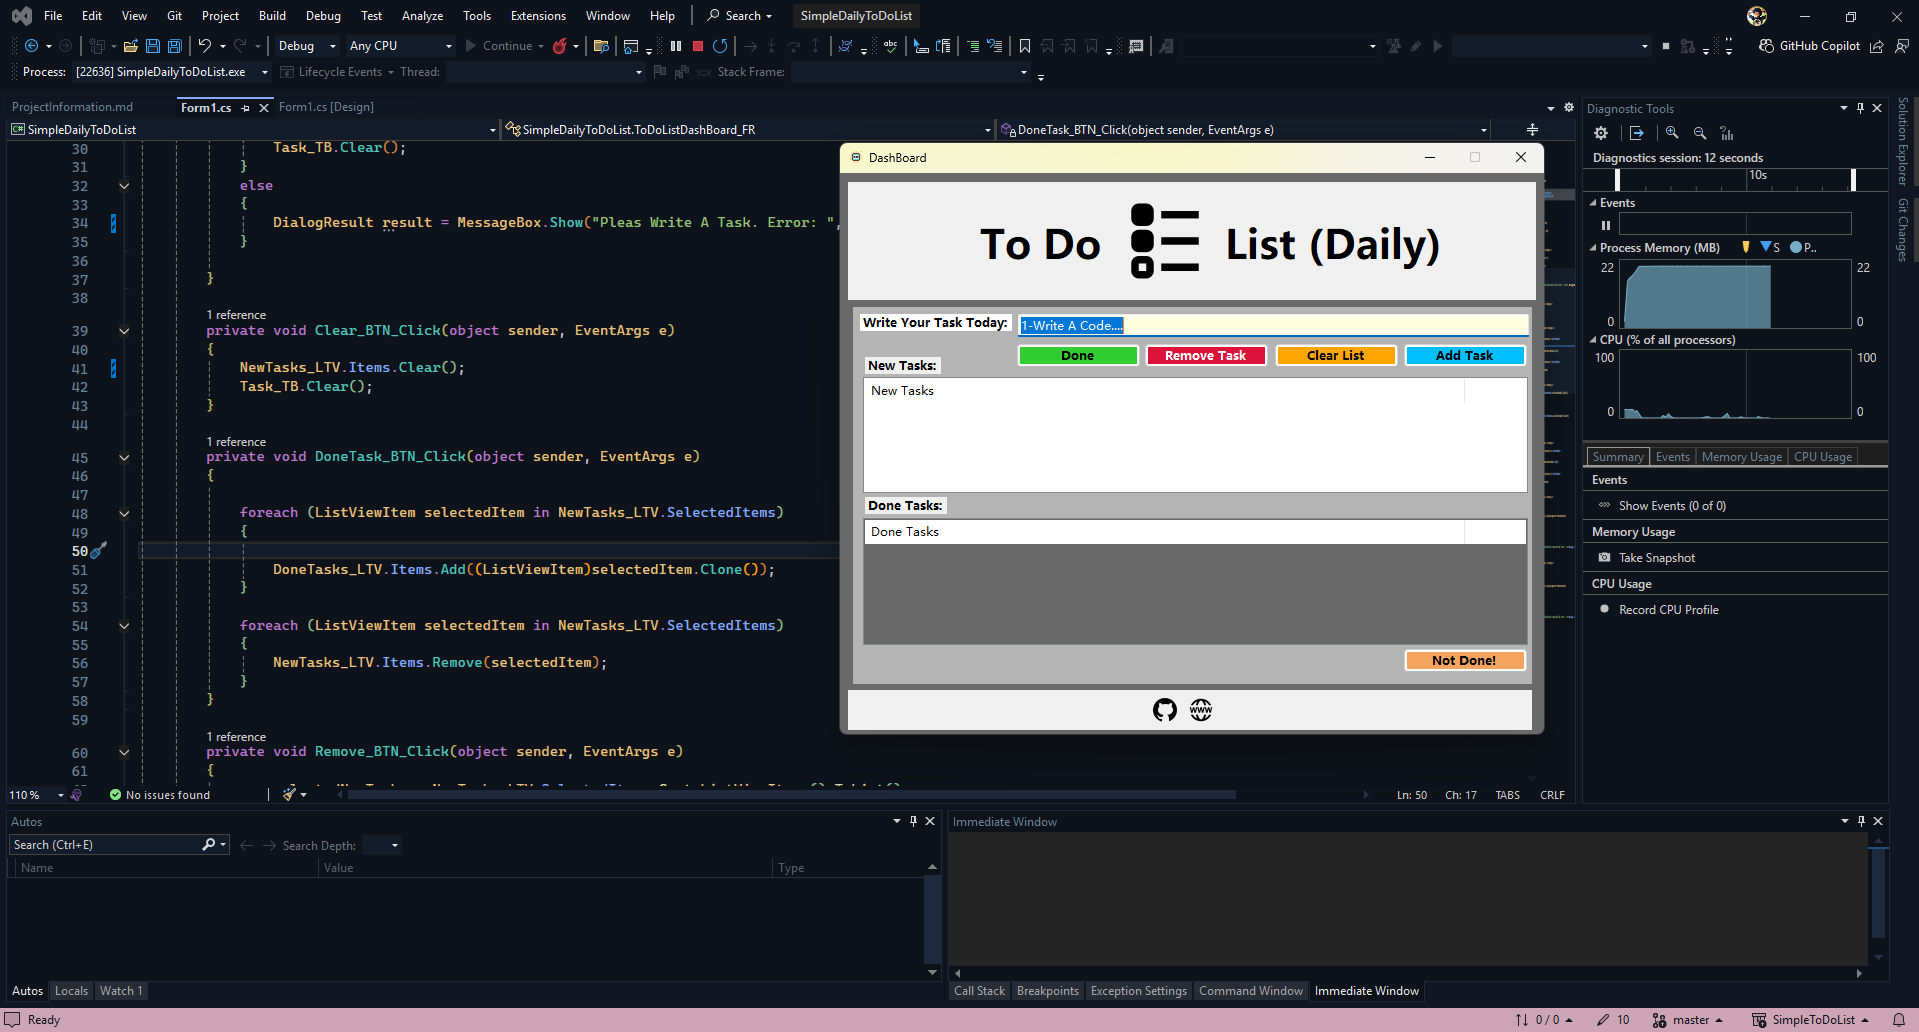 File Edit View Git Project Build Debug Test Analyze Tools Extensions Window Help Search SimpleDailyToDoList
Debug Any CPU Continue GitHub Copilot
Process: [22636] SimpleDailyToDoList.exe Lifecycle Events Thread: Stack Frame:
ProjectInformation.md Form1.cs Form1.cs [Design]
SimpleDailyToDoList SimpleDailyToDoList.ToDoListDashBoard_FR DoneTask_BTN_Click(object sender, EventArgs e)
30 Task_TB.Clear();
31 }
32 else
33 {
34 DialogResult result = MessageBox.Show("Pleas Write A Task. Error: ",
35 }
36
37 }
38
1 reference
39 private void Clear_BTN_Click(object sender, EventArgs e)
40 {
41 NewTasks_LTV.Items.Clear();
42 Task_TB.Clear();
43 }
44
1 reference
45 private void DoneTask_BTN_Click(object sender, EventArgs e)
46 {
47
48 foreach (ListViewItem selectedItem in NewTasks_LTV.SelectedItems)
49 {
50
51 DoneTasks_LTV.Items.Add((ListViewItem)selectedItem.Clone());
52 }
53
54 foreach (ListViewItem selectedItem in NewTasks_LTV.SelectedItems)
55 {
56 NewTasks_LTV.Items.Remove(selectedItem);
57 }
58 }
59
1 reference
60 private void Remove_BTN_Click(object sender, EventArgs e)
61 {
110 % No issues found Ln: 50 Ch: 17 TABS CRLF
DashBoard
To Do List (Daily)
Write Your Task Today: 1-Write A Code....
Done Remove Task Clear List Add Task
New Tasks:
New Tasks
Done Tasks:
Done Tasks
Not Done!
WWW
Diagnostic Tools
Diagnostics session: 12 seconds
10s
Events
Process Memory (MB) S P..
22 22
0 0
CPU (% of all processors)
100 100
0 0
Summary Events Memory Usage CPU Usage
Events
Show Events (0 of 0)
Memory Usage
Take Snapshot
CPU Usage
Record CPU Profile
Solution Explorer
Git Changes
Autos
Search (Ctrl+E) Search Depth:
Name Value Type
Autos Locals Watch 1
Immediate Window
Call Stack Breakpoints Exception Settings Command Window Immediate Window
Ready 0 / 0 10 master SimpleToDoList